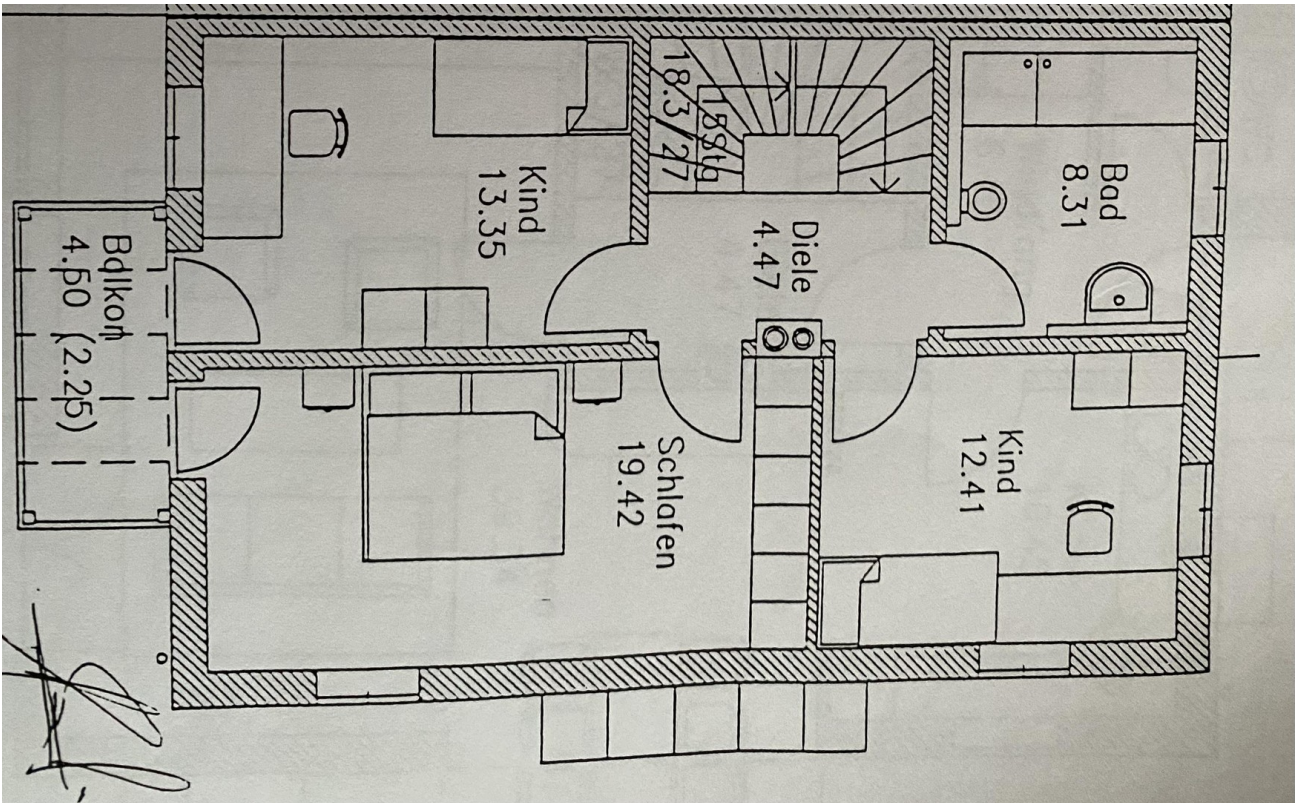 Kind
13.35
15Stg
18.3/27
Bad
8.31
Diele
4.47
Balkon
4.50 (2.25)
Schlafen
19.42
Kind
12.41